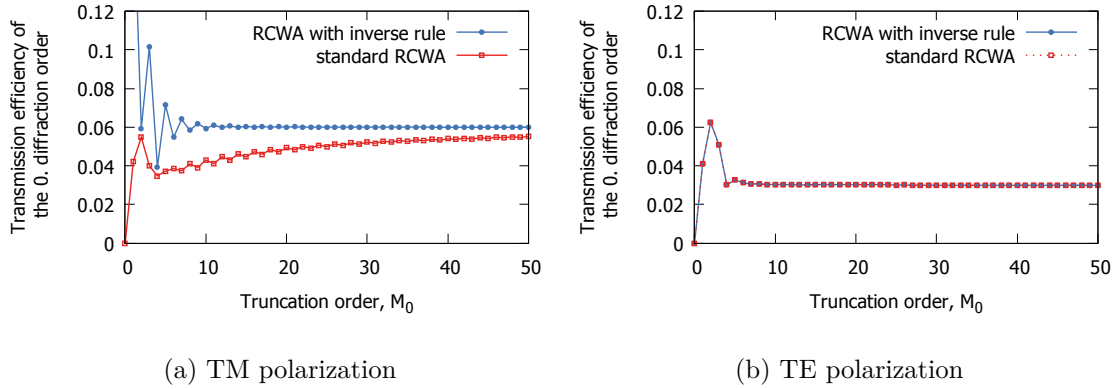 Transmission efficiency of
the 0. diffraction order
0.12
0.1
0.08
0.06
0.04
0.02
0
RCWA with inverse rule
standard RCWA
0 10 20 30 40 50
Truncation order, M₀
(a) TM polarization
Transmission efficiency of
the 0. diffraction order
0.12
0.1
0.08
0.06
0.04
0.02
0
RCWA with inverse rule
standard RCWA
0 10 20 30 40 50
Truncation order, M₀
(b) TE polarization